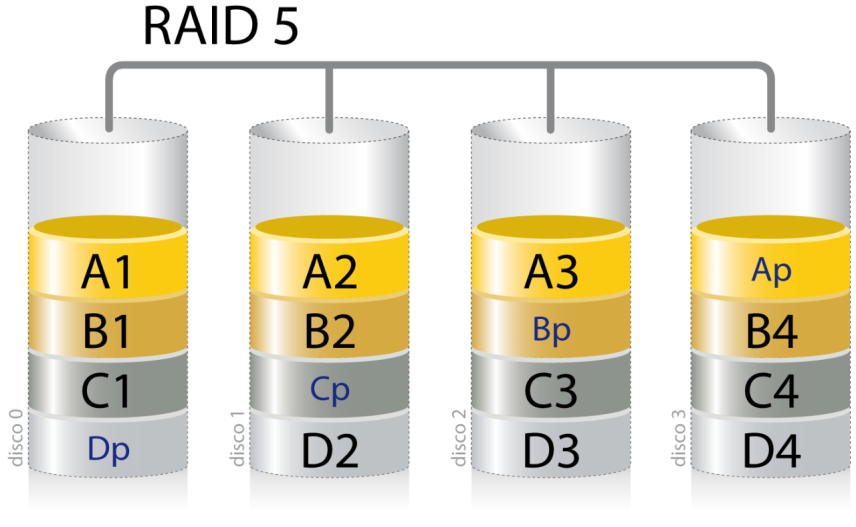 RAID 5
A1 A2 A3 Ap
B1 B2 Bp B4
C1 Cp C3 C4
Dp D2 D3 D4
disco 0 disco 1 disco 2 disco 3